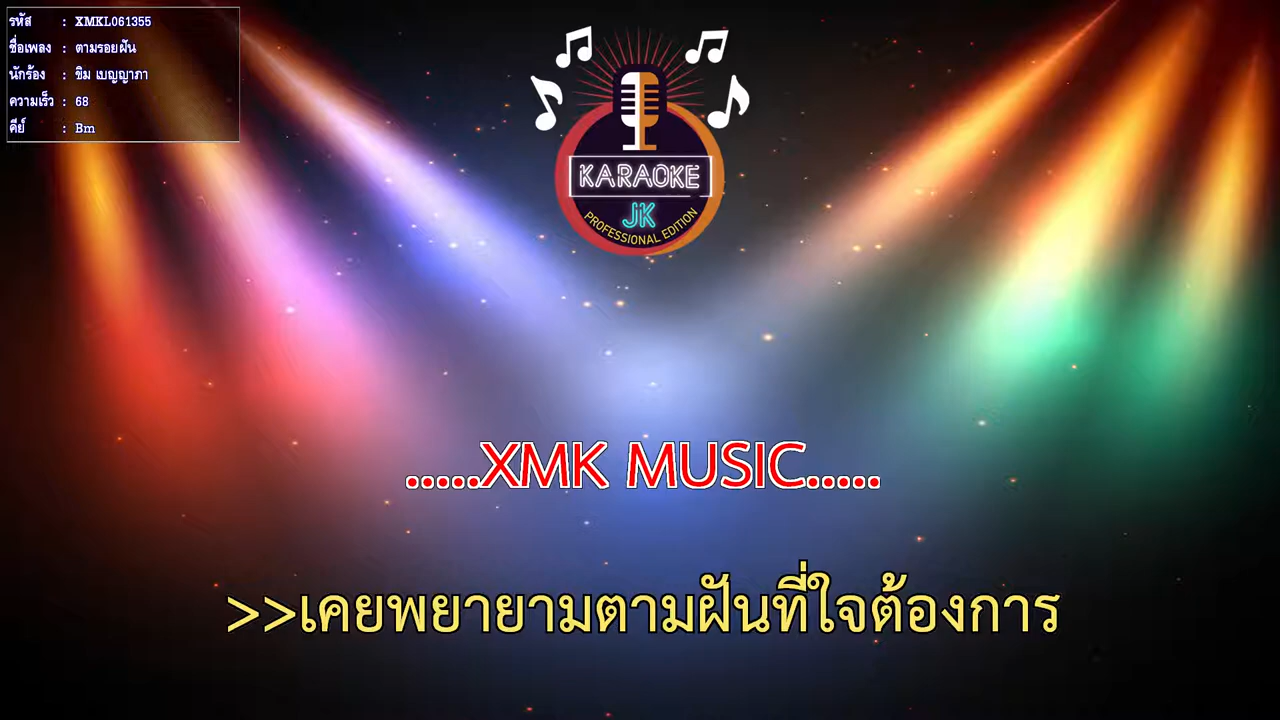 รหัส : XMKL061355
ชื่อเพลง : ตามรอยฝัน
นักร้อง : ขิม เบญญาภา
ความเร็ว : 68
คีย์ : Bm
KARAOKE
JK
PROFESSIONAL EDITION
.....XMK MUSIC.....
>>เคยพยายามตามฝันที่ใจต้องการ